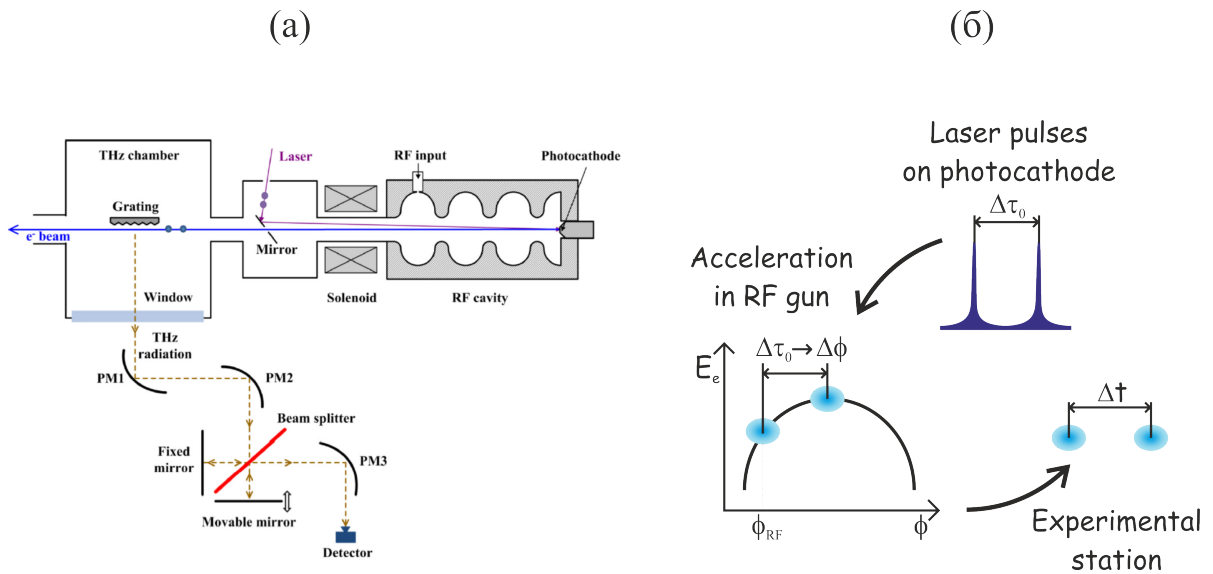 (а)
(б)
THz chamber
Laser
RF input
Photocathode
Grating
e⁻ beam
Mirror
Solenoid
RF cavity
Window
THz
radiation
PM1
PM2
Beam splitter
Fixed
mirror
PM3
Movable mirror
Detector
Laser pulses
on photocathode
Δτ₀
Acceleration
in RF gun
Eₑ
Δτ₀→Δϕ
Δt
ϕRF
ϕ
Experimental
station